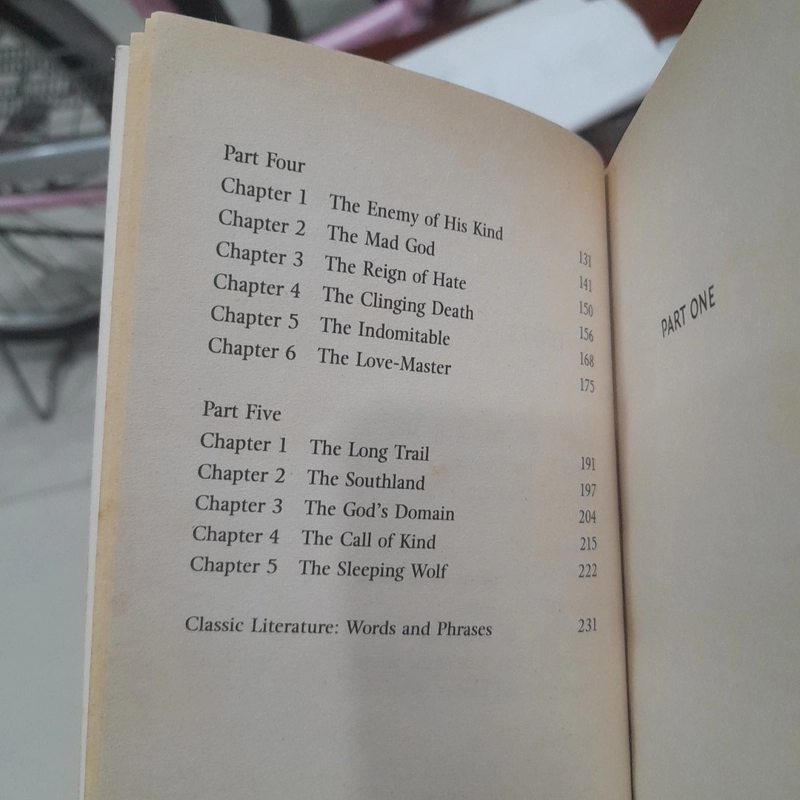 Part Four
Chapter 1 The Enemy of His Kind 131
Chapter 2 The Mad God 141
Chapter 3 The Reign of Hate 150
Chapter 4 The Clinging Death 156
Chapter 5 The Indomitable 168
Chapter 6 The Love-Master 175
Part Five
Chapter 1 The Long Trail 191
Chapter 2 The Southland 197
Chapter 3 The God's Domain 204
Chapter 4 The Call of Kind 215
Chapter 5 The Sleeping Wolf 222
Classic Literature: Words and Phrases 231
PART ONE